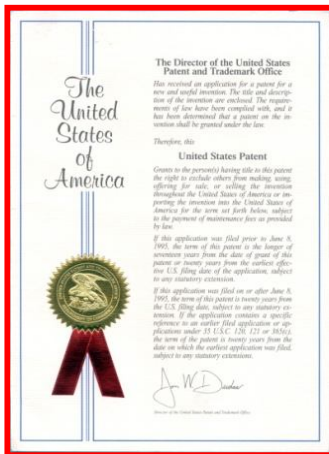 The
United
States
of
America
The Director of the United States
Patent and Trademark Office
Has received an application for a patent for a
new and useful invention. The title and descrip-
tion of the invention are enclosed. The require-
ments of law have been complied with, and it
has been determined that a patent on the in-
vention shall be granted under the law.
Therefore, this
United States Patent
Grants to the person(s) having title to this patent
the right to exclude others from making, using,
offering for sale, or selling the invention
throughout the United States of America or im-
porting the invention into the United States of
America for the term set forth below, subject
to the payment of maintenance fees as provided
by law.
If this application was filed prior to June 8,
1995, the term of this patent is the longer of
seventeen years from the date of grant of this
patent or twenty years from the earliest effec-
tive U.S. filing date of the application, subject
to any statutory extension.
If this application was filed on or after June 8,
1995, the term of this patent is twenty years from
the U.S. filing date, subject to any statutory ex-
tension. If the application contains a specific
reference to an earlier filed application or ap-
plications under 35 U.S.C. 120, 121 or 365(c),
the term of the patent is twenty years from the
date on which the earliest application was filed,
subject to any statutory extensions.
Director of the United States Patent and Trademark Office